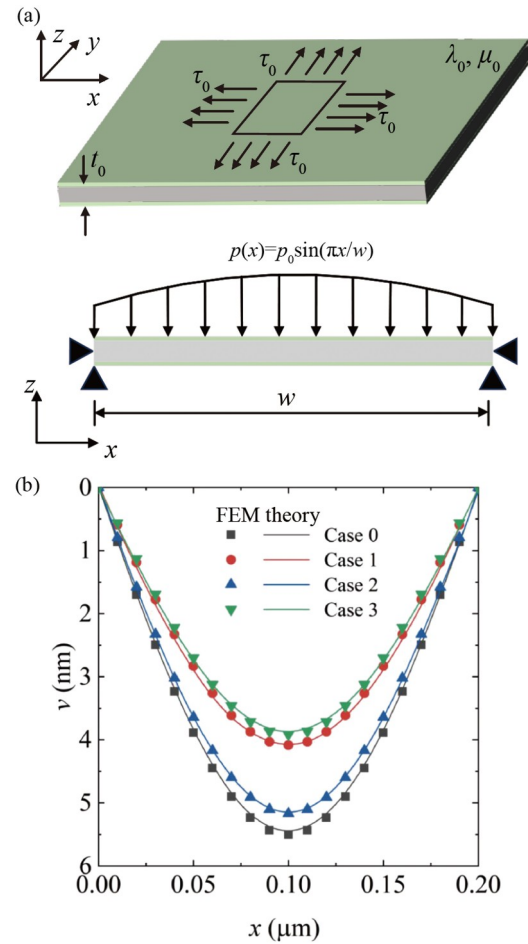 (a)
z
y
x
τ₀
λ₀, μ₀
τ₀
τ₀
τ₀
t₀
p(x)=p₀sin(πx/w)
z
x
w
(b)
FEM theory
Case 0
Case 1
Case 2
Case 3
0
1
2
3
4
5
6
v (nm)
0.00 0.05 0.10 0.15 0.20
x (μm)